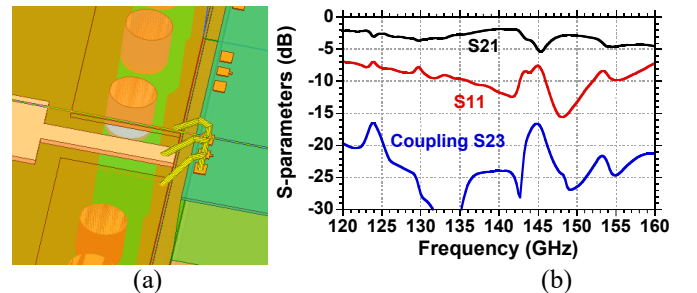 S-parameters (dB)
0
-5
-10
-15
-20
-25
-30
S21
S11
Coupling S23
120 125 130 135 140 145 150 155 160
Frequency (GHz)
(a)
(b)